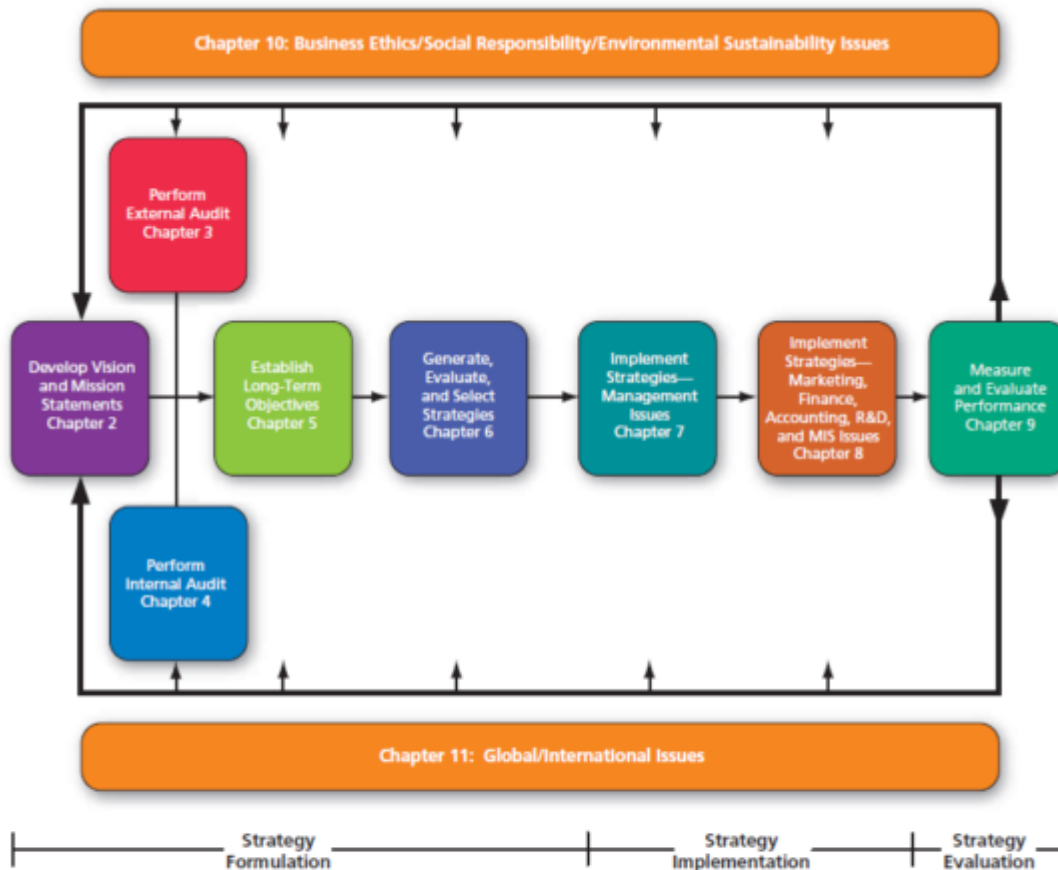 Chapter 10: Business Ethics/Social Responsibility/Environmental Sustainability Issues
Perform
External Audit
Chapter 3
Develop Vision
and Mission
Statements
Chapter 2
Establish
Long-Term
Objectives
Chapter 5
Generate,
Evaluate,
and Select
Strategies
Chapter 6
Implement
Strategies—
Management
Issues
Chapter 7
Implement
Strategies—
Marketing,
Finance,
Accounting, R&D,
and MIS Issues
Chapter 8
Measure
and Evaluate
Performance
Chapter 9
Perform
Internal Audit
Chapter 4
Chapter 11: Global/International Issues
Strategy
Formulation
Strategy
Implementation
Strategy
Evaluation